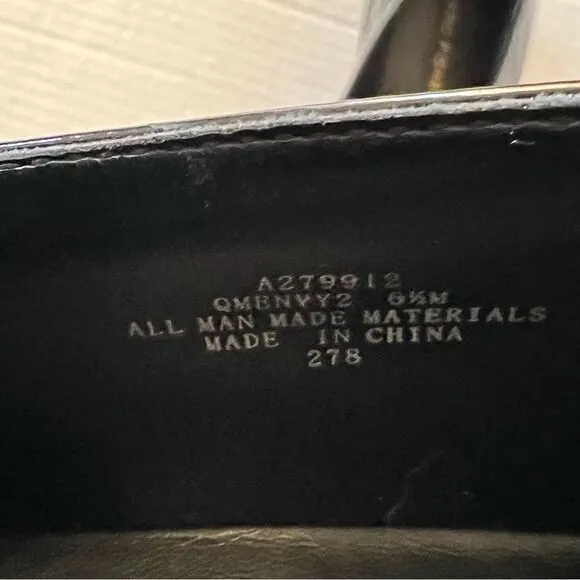 A279912
QMENVY2 6½M
ALL MAN MADE MATERIALS
MADE IN CHINA
278